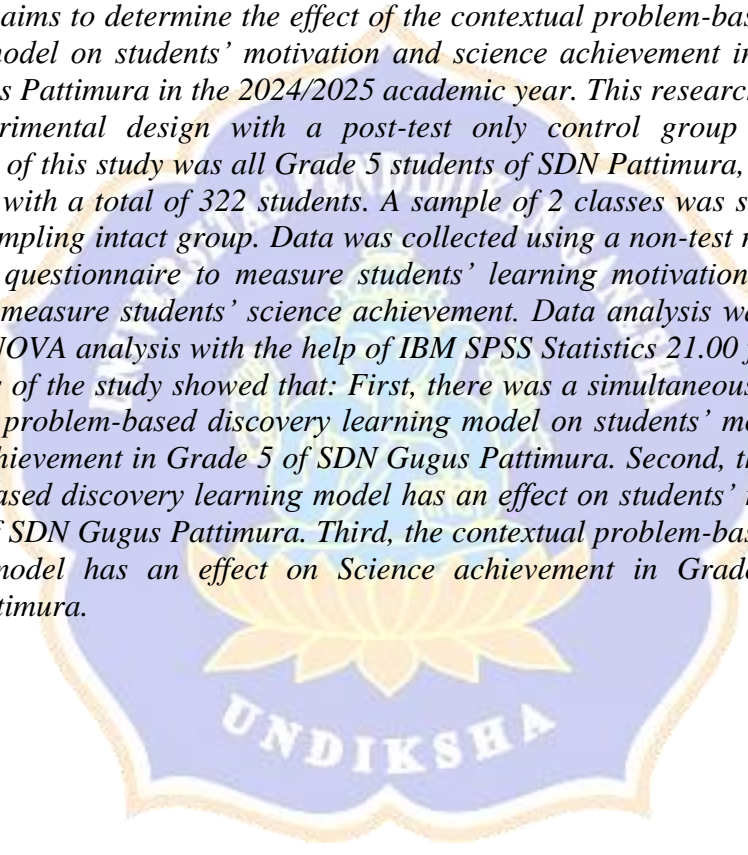 aims to determine the effect of the contextual problem-bas
model on students’ motivation and science achievement in
s Pattimura in the 2024/2025 academic year. This researc
rimental design with a post-test only control group
of this study was all Grade 5 students of SDN Pattimura,
with a total of 322 students. A sample of 2 classes was s
mpling intact group. Data was collected using a non-test
questionnaire to measure students’ learning motivation
measure students’ science achievement. Data analysis wa
NOVA analysis with the help of IBM SPSS Statistics 21.00
s of the study showed that: First, there was a simultaneous
problem-based discovery learning model on students’ mo
hievement in Grade 5 of SDN Gugus Pattimura. Second, th
ased discovery learning model has an effect on students’
f SDN Gugus Pattimura. Third, the contextual problem-bas
model has an effect on Science achievement in Grad
ttimura.
UNIVERSITAS PENDIDIKAN GANESHA
UNDIKSHA